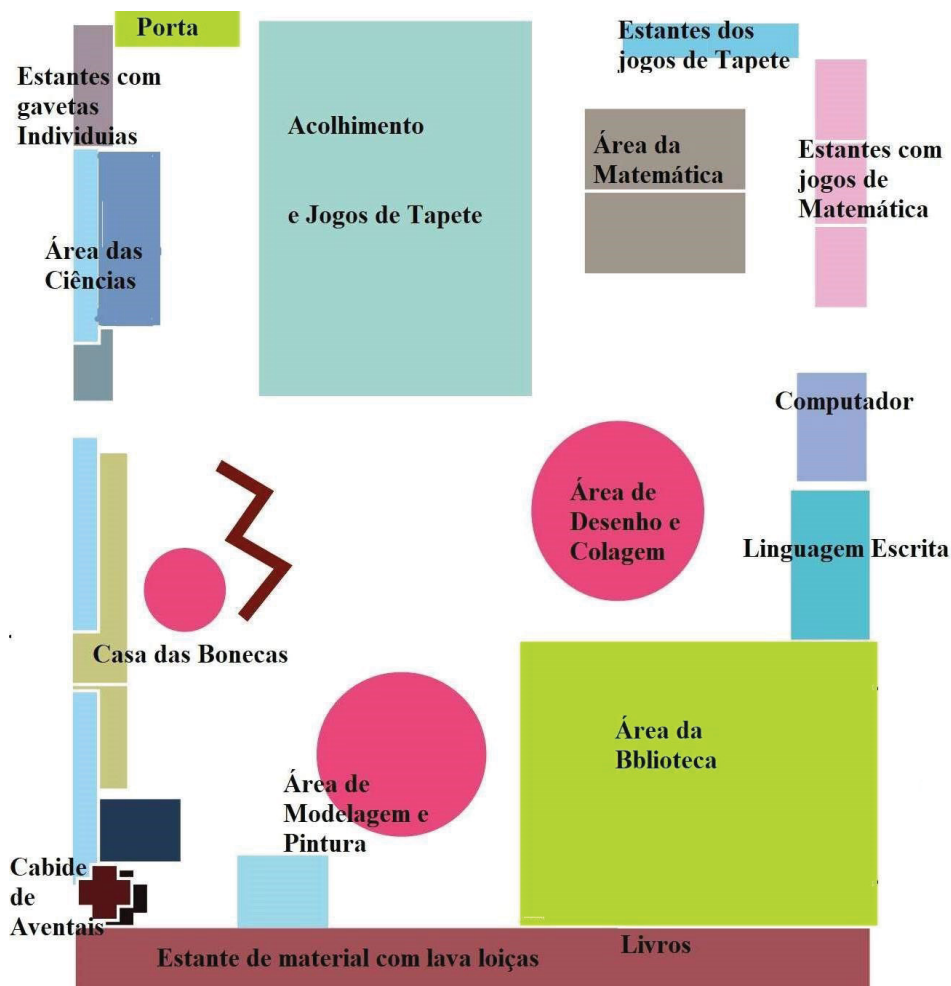 Porta
Estantes dos
jogos de Tapete
Estantes com
gavetas
Individuias
Acolhimento
e Jogos de Tapete
Área da
Matemática
Estantes com
jogos de
Matemática
Área das
Ciências
Computador
Área de
Desenho e
Colagem
Linguagem Escrita
Casa das Bonecas
Área da
Bblioteca
Área de
Modelagem e
Pintura
Cabide
de
Aventais
Estante de material com lava loiças
Livros